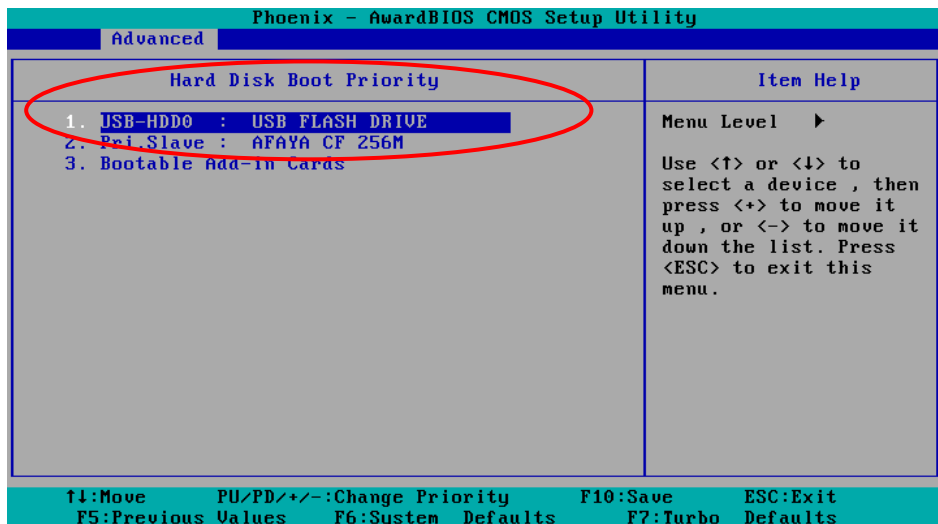 Phoenix - AwardBIOS CMOS Setup Utility
Advanced
Hard Disk Boot Priority
Item Help
1. USB-HDD0 : USB FLASH DRIVE
2. Pri.Slave : AFAYA CF 256M
3. Bootable Add-in Cards
Menu Level ▶
Use <↑> or <↓> to
select a device , then
press <+> to move it
up , or <-> to move it
down the list. Press
<ESC> to exit this
menu.
↑↓:Move PU/PD/+/-:Change Priority F10:Save ESC:Exit
F5:Previous Values F6:System Defaults F7:Turbo Defaults